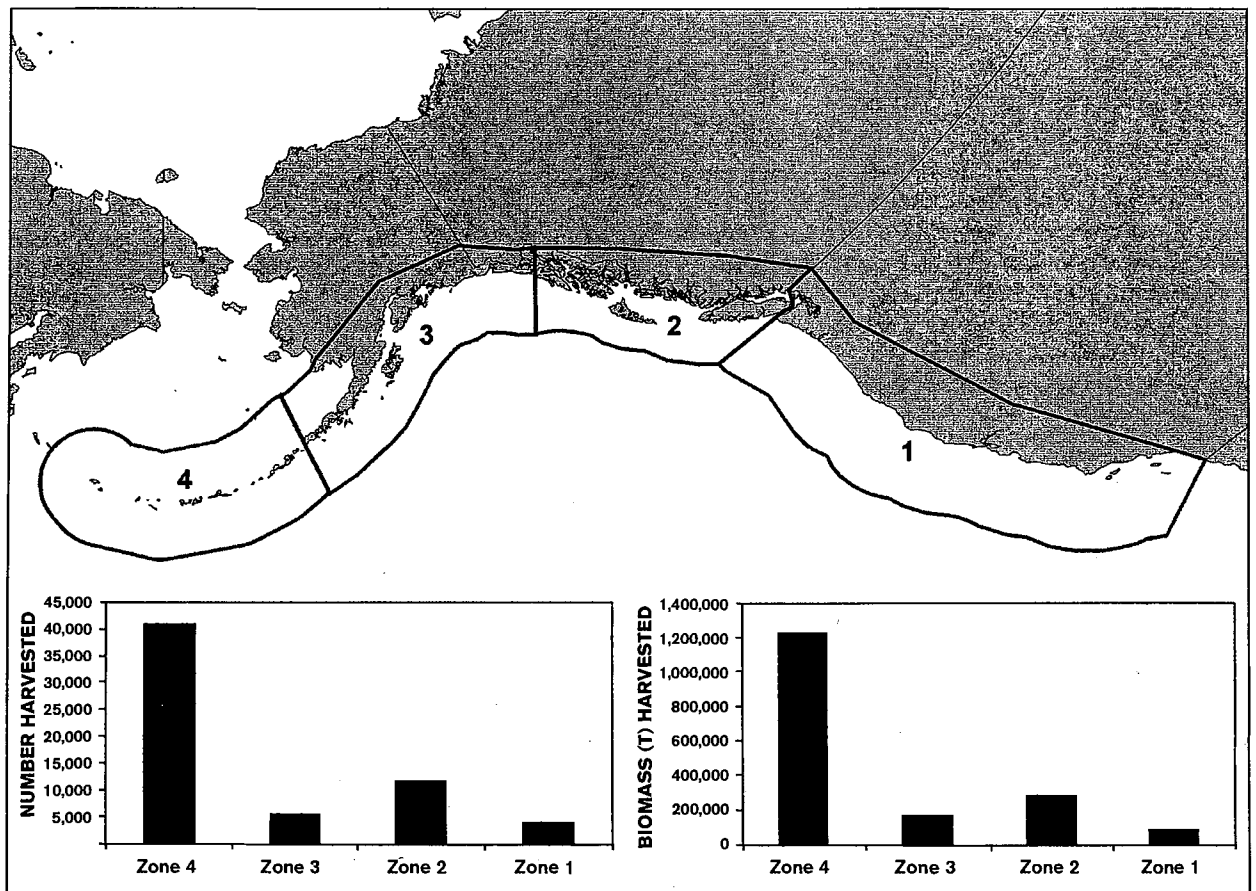 3
2
1
4
NUMBER HARVESTED
45,000
40,000
35,000
30,000
25,000
20,000
15,000
10,000
5,000
Zone 4
Zone 3
Zone 2
Zone 1
BIOMASS (T) HARVESTED
1,400,000
1,200,000
1,000,000
800,000
600,000
400,000
200,000
0
Zone 4
Zone 3
Zone 2
Zone 1